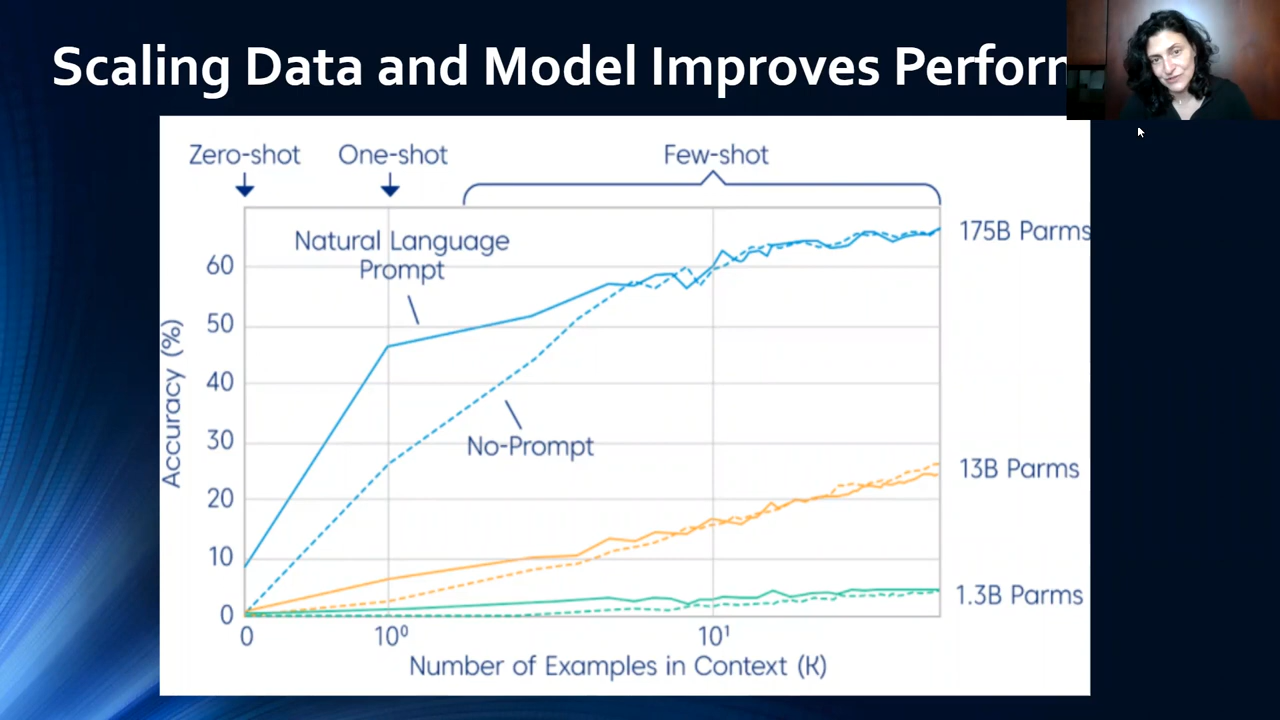 Scaling Data and Model Improves Perforn
Zero-shot
One-shot
Few-shot
Natural Language
Prompt
No-Prompt
175B Parms
13B Parms
1.3B Parms
Accuracy (%)
60
50
40
30
20
10
0
0
10⁰
10¹
Number of Examples in Context (K)